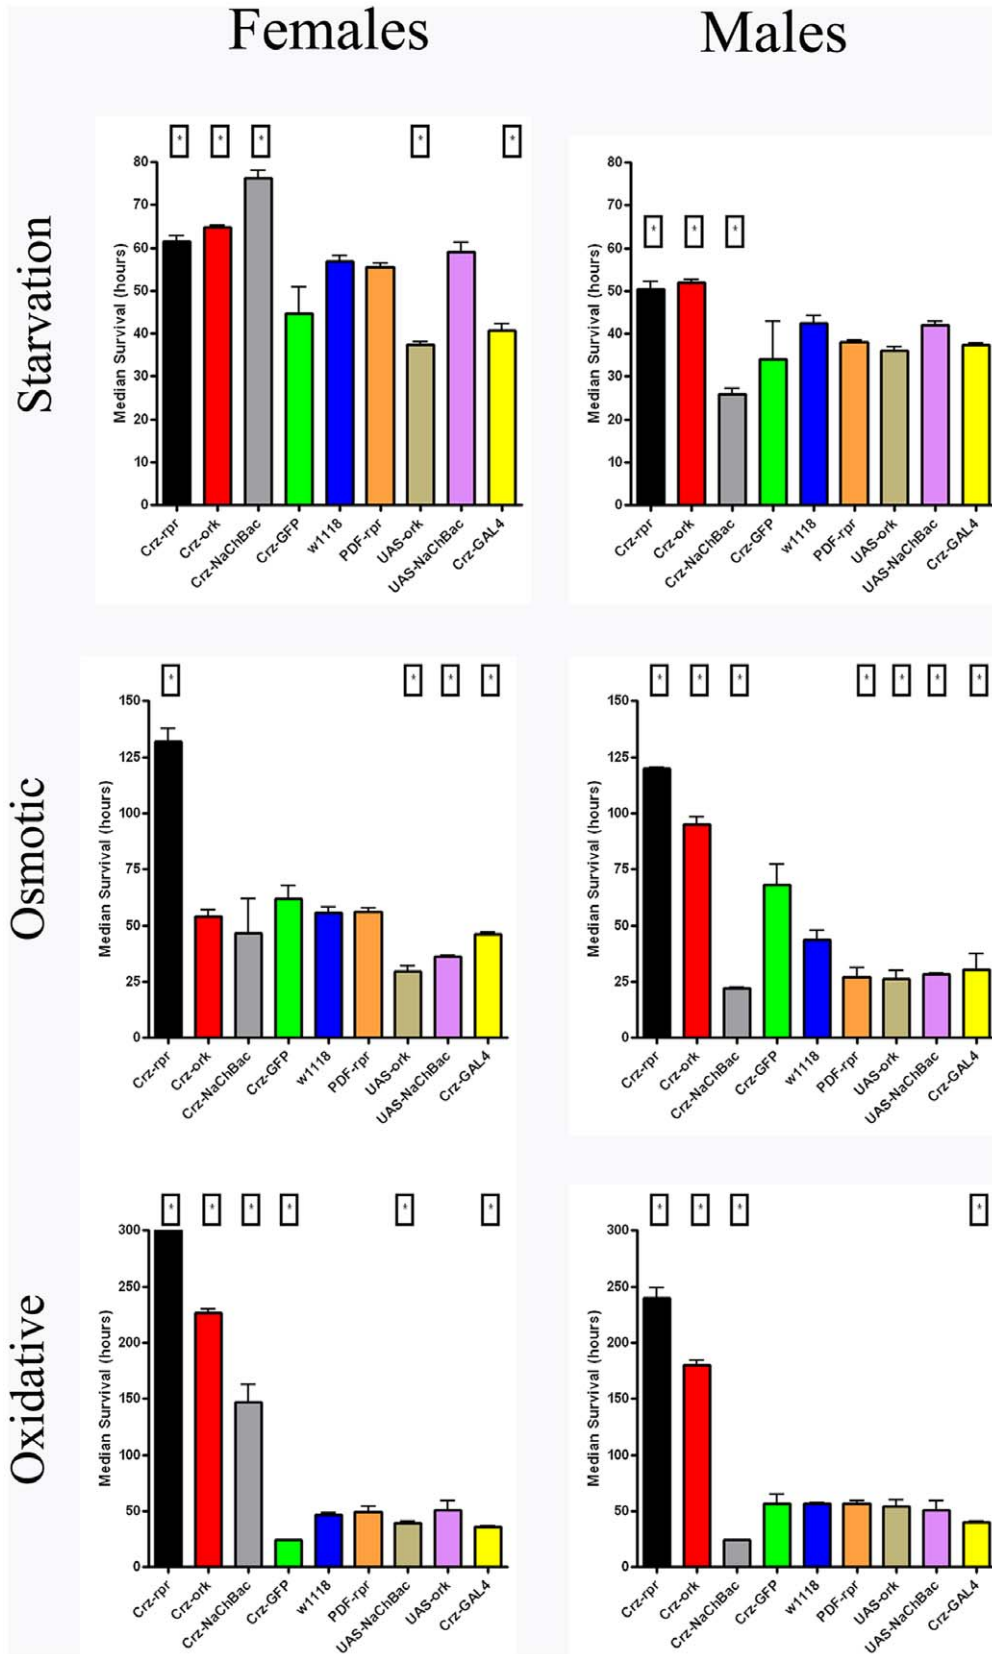 Females
Males
Starvation
* * * * *
Median Survival (hours)
80
70
60
50
40
30
20
10
0
Crz-rpr
Crz-ork
Crz-NaChBac
Crz-GFP
w1118
PDF-rpr
UAS-ork
UAS-NaChBac
Crz-GAL4
* * *
Median Survival (hours)
80
70
60
50
40
30
20
10
0
Crz-rpr
Crz-ork
Crz-NaChBac
Crz-GFP
w1118
PDF-rpr
UAS-ork
UAS-NaChBac
Crz-GAL4
Osmotic
* * * *
Median Survival (hours)
150
125
100
75
50
25
0
Crz-rpr
Crz-ork
Crz-NaChBac
Crz-GFP
w1118
PDF-rpr
UAS-ork
UAS-NaChBac
Crz-GAL4
* * * * * * *
Median Survival (hours)
150
125
100
75
50
25
0
Crz-rpr
Crz-ork
Crz-NaChBac
Crz-GFP
w1118
PDF-rpr
UAS-ork
UAS-NaChBac
Crz-GAL4
Oxidative
* * * * * *
Median Survival (hours)
300
250
200
150
100
50
0
Crz-rpr
Crz-ork
Crz-NaChBac
Crz-GFP
w1118
PDF-rpr
UAS-NaChBac
UAS-ork
Crz-GAL4
* * * *
Median Survival (hours)
300
250
200
150
100
50
0
Crz-rpr
Crz-ork
Crz-NaChBac
Crz-GFP
w1118
PDF-rpr
UAS-ork
UAS-NaChBac
Crz-GAL4